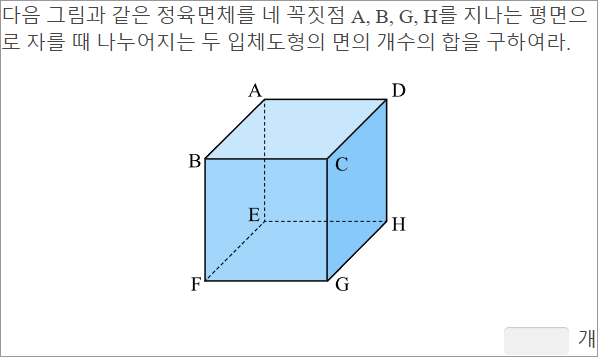 다음 그림과 같은 정육면체를 네 꼭짓점 A, B, G, H를 지나는 평면으
로 자를 때 나누어지는 두 입체도형의 면의 개수의 합을 구하여라.
A
D
B
C
E
H
F
G
개